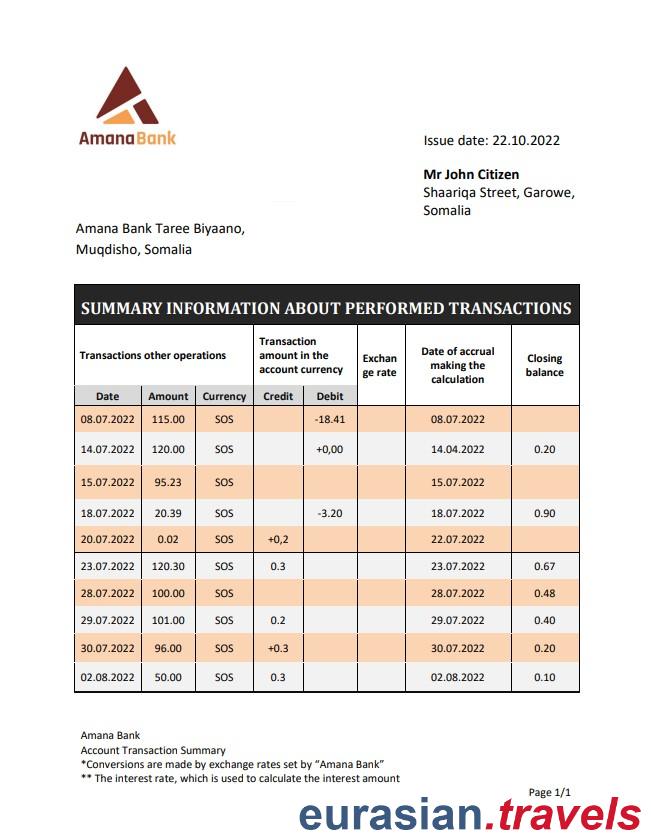 AmanaBank
Issue date: 22.10.2022
Mr John Citizen
Shaariqa Street, Garowe,
Somalia
Amana Bank Taree Biyaano,
Muqdisho, Somalia
SUMMARY INFORMATION ABOUT PERFORMED TRANSACTIONS
Transactions other operations
Transaction
amount in the
account currency
Exchan
ge rate
Date of accrual
making the
calculation
Closing
balance
Date Amount Currency Credit Debit
08.07.2022 115.00 SOS -18.41 08.07.2022
14.07.2022 120.00 SOS +0,00 14.04.2022 0.20
15.07.2022 95.23 SOS 15.07.2022
18.07.2022 20.39 SOS -3.20 18.07.2022 0.90
20.07.2022 0.02 SOS +0,2 22.07.2022
23.07.2022 120.30 SOS 0.3 23.07.2022 0.67
28.07.2022 100.00 SOS 28.07.2022 0.48
29.07.2022 101.00 SOS 0.2 29.07.2022 0.40
30.07.2022 96.00 SOS +0.3 30.07.2022 0.20
02.08.2022 50.00 SOS 0.3 02.08.2022 0.10
Amana Bank
Account Transaction Summary
*Conversions are made by exchange rates set by “Amana Bank”
** The interest rate, which is used to calculate the interest amount
Page 1/1
eurasian.travels